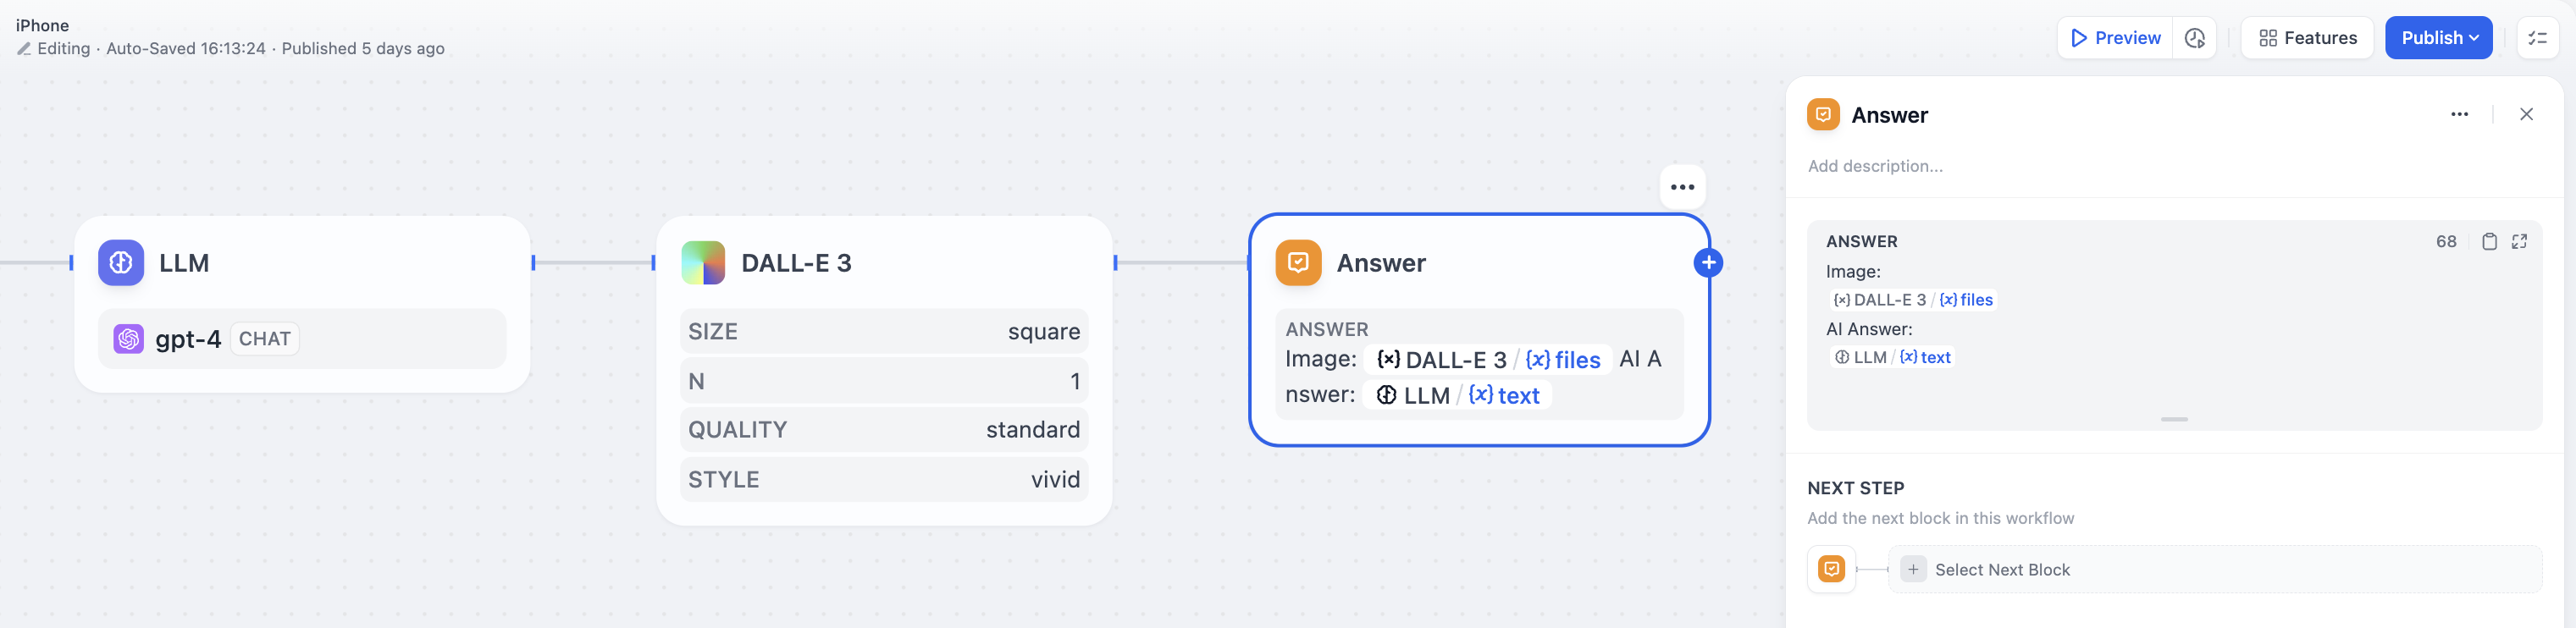 iPhone
Editing · Auto-Saved 16:13:24 · Published 5 days ago
Preview
Features
Publish
LLM
gpt-4 CHAT
DALL-E 3
SIZE square
N 1
QUALITY standard
STYLE vivid
Answer
ANSWER
Image: {x} DALL-E 3 / {x} files AI A
nswer: LLM / {x} text
Answer
Add description...
ANSWER 68
Image:
{x} DALL-E 3 / {x} files
AI Answer:
LLM / {x} text
NEXT STEP
Add the next block in this workflow
Select Next Block